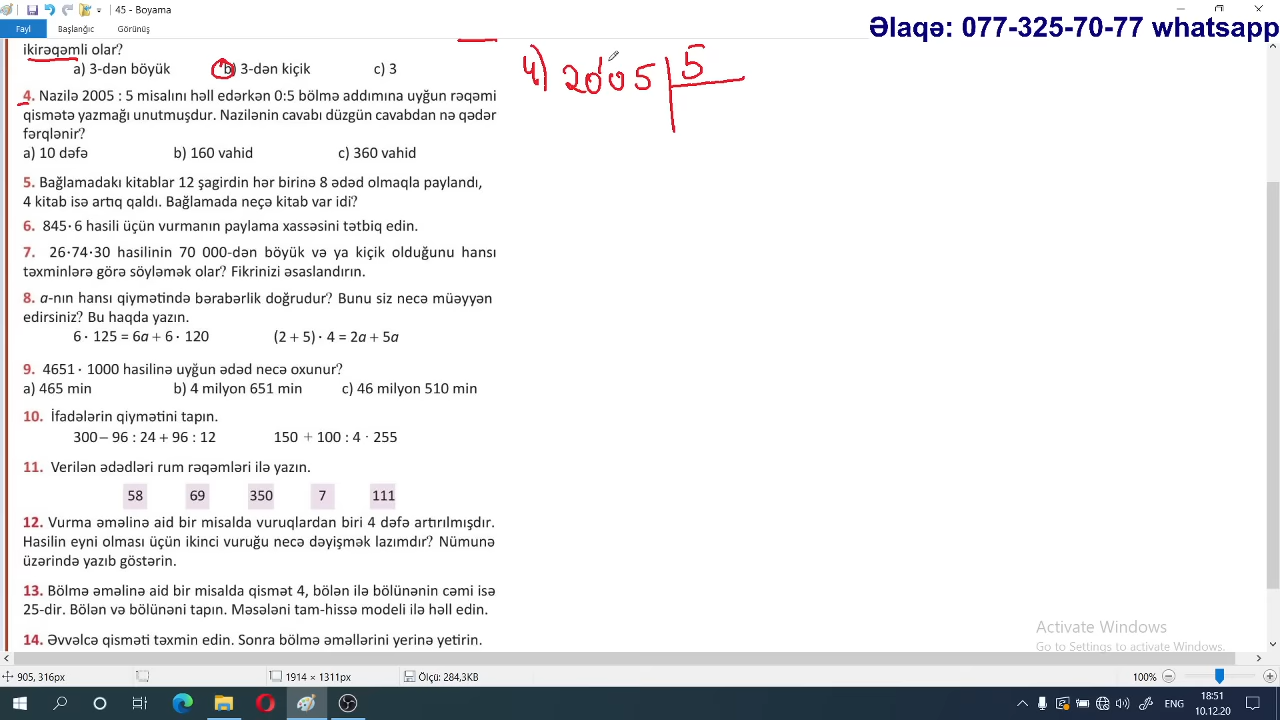 45 - Boyama
Fayl Başlanğıc Görünüş
Əlaqə: 077-325-70-77 whatsapp
ikirəqəmli olar?
a) 3-dən böyük b) 3-dən kiçik c) 3
4) 2005 5
4. Nazilə 2005 : 5 misalını həll edərkən 0:5 bölmə addımına uyğun rəqəmi
qismətə yazmağı unutmuşdur. Nazilənin cavabı düzgün cavabdan nə qədər
fərqlənir?
a) 10 dəfə b) 160 vahid c) 360 vahid
5. Bağlamadakı kitablar 12 şagirdin hər birinə 8 ədəd olmaqla paylandı,
4 kitab isə artıq qaldı. Bağlamada neçə kitab var idi?
6. 845 · 6 hasili üçün vurmanın paylama xassəsini tətbiq edin.
7. 26·74·30 hasilinin 70 000-dən böyük və ya kiçik olduğunu hansı
təxminlərə görə söyləmək olar? Fikrinizi əsaslandırın.
8. a-nın hansı qiymətində bərabərlik doğrudur? Bunu siz necə müəyyən
edirsiniz? Bu haqda yazın.
6 · 125 = 6a + 6 · 120 (2 + 5) · 4 = 2a + 5a
9. 4651 · 1000 hasilinə uyğun ədəd necə oxunur?
a) 465 min b) 4 milyon 651 min c) 46 milyon 510 min
10. İfadələrin qiymətini tapın.
300 – 96 : 24 + 96 : 12 150 + 100 : 4 · 255
11. Verilən ədədləri rum rəqəmləri ilə yazın.
58 69 350 7 111
12. Vurma əməlinə aid bir misalda vuruqlardan biri 4 dəfə artırılmışdır.
Hasilin eyni olması üçün ikinci vuruğu necə dəyişmək lazımdır? Nümunə
üzərində yazıb göstərin.
13. Bölmə əməlinə aid bir misalda qismət 4, bölən ilə bölünənin cəmi isə
25-dir. Bölən və bölünəni tapın. Məsələni tam-hissə modeli ilə həll edin.
14. Əvvəlcə qisməti təxmin edin. Sonra bölmə əməllərini yerinə yetirin.
Activate Windows
Go to Settings to activate Windows.
905, 316px 1914 × 1311px Ölçü: 284,3KB 100%
ENG 18:51
10.12.20